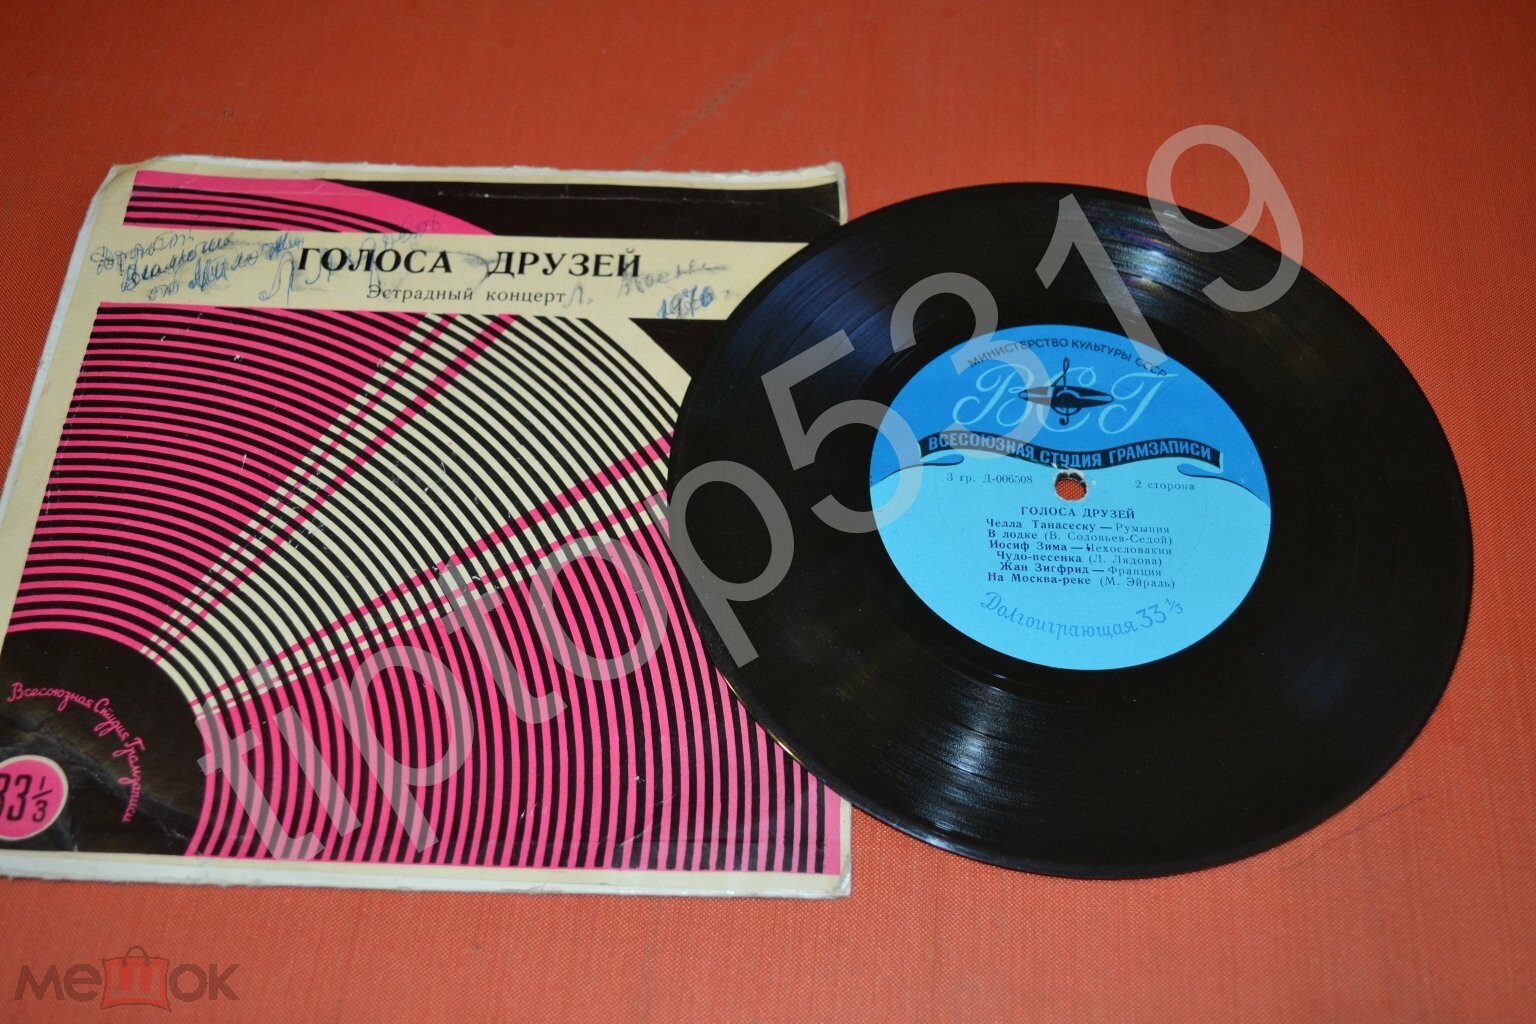 ГОЛОСА ДРУЗЕЙ
Эстрадный концерт
1970
Всесоюзная Студия Грамзаписи
33 1/3
МИНИСТЕРСТВО КУЛЬТУРЫ СССР
ВСГ
ВСЕСОЮЗНАЯ СТУДИЯ ГРАМЗАПИСИ
3 гр. Д-006508 2 сторона
ГОЛОСА ДРУЗЕЙ
Челла Танасеску — Румыния
В лодке (В. Соловьев-Седой)
Иосиф Зима — Чехословакия
Чудо-песенка (Л. Лядова)
Жан Зигфрид — Франция
На Москва-реке (М. Эйраль)
Долгоиграющая 33 1/3
tiptop5319
мешок